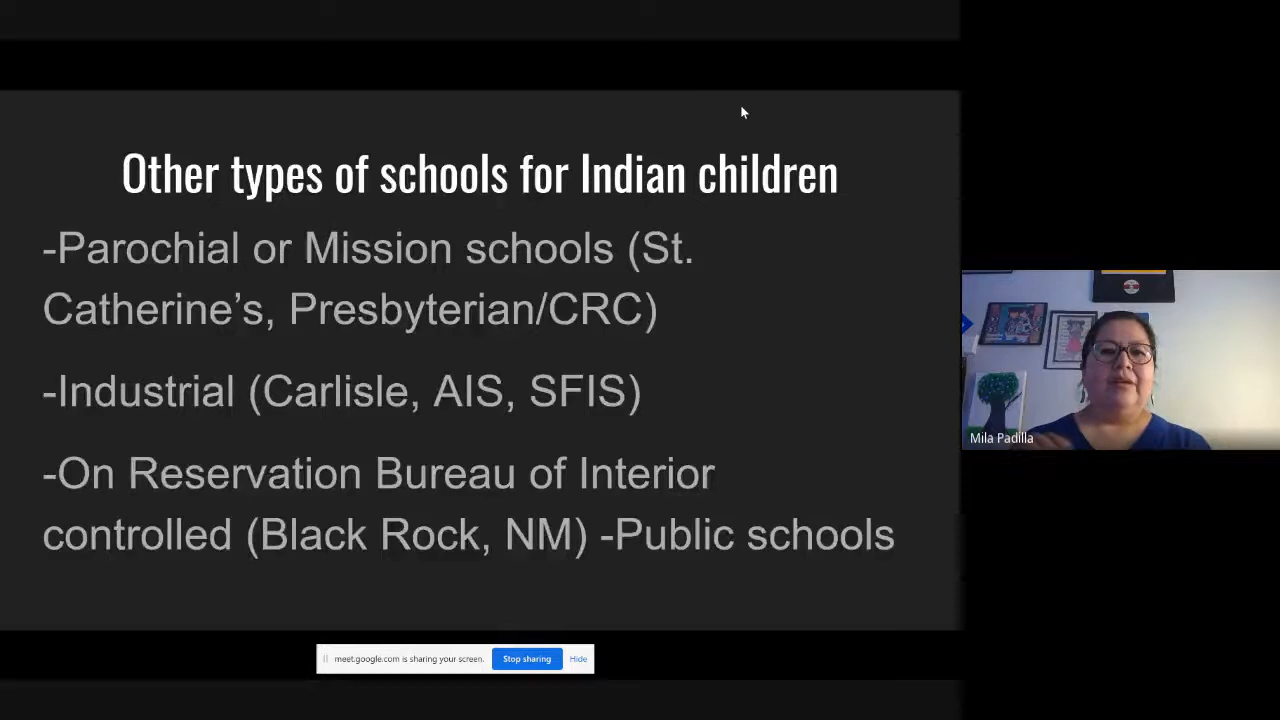 Other types of schools for Indian children
-Parochial or Mission schools (St.
Catherine’s, Presbyterian/CRC)
-Industrial (Carlisle, AIS, SFIS)
-On Reservation Bureau of Interior
controlled (Black Rock, NM) -Public schools
Mila Padilla
meet.google.com is sharing your screen. Stop sharing Hide